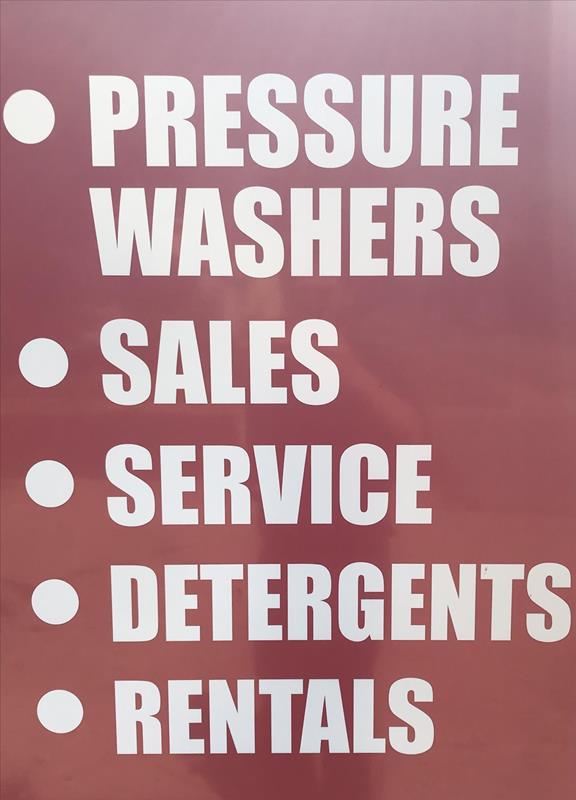 • PRESSURE
WASHERS
• SALES
• SERVICE
• DETERGENTS
• RENTALS